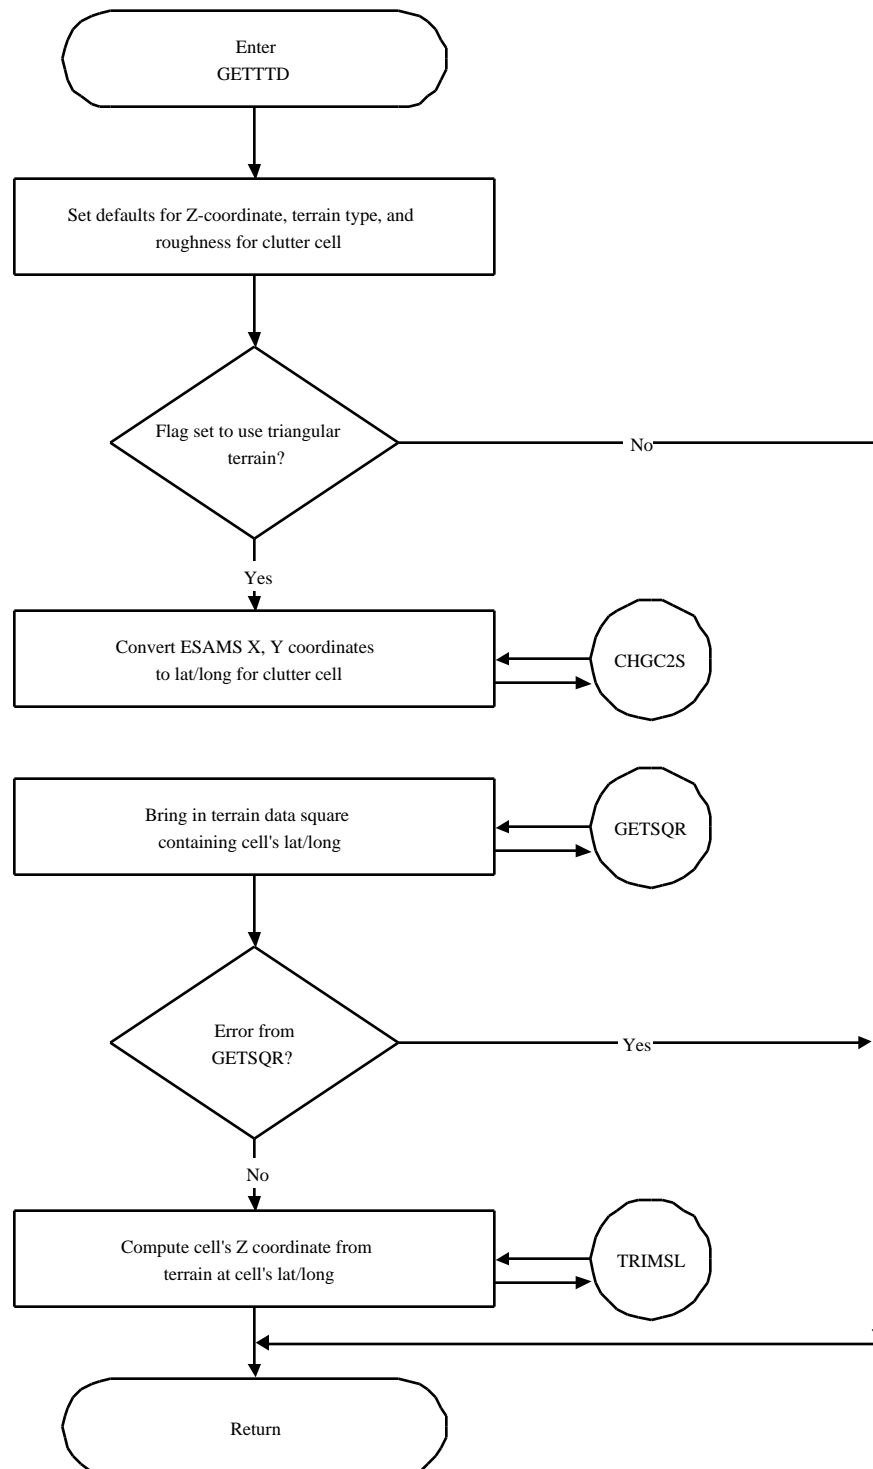 Enter
GETTTD
Set defaults for Z-coordinate, terrain type, and
roughness for clutter cell
Flag set to use triangular
terrain?
No
Yes
Convert ESAMS X, Y coordinates
to lat/long for clutter cell
CHGC2S
Bring in terrain data square
containing cell's lat/long
GETSQR
Error from
GETSQR?
Yes
No
Compute cell's Z coordinate from
terrain at cell's lat/long
TRIMSL
Return